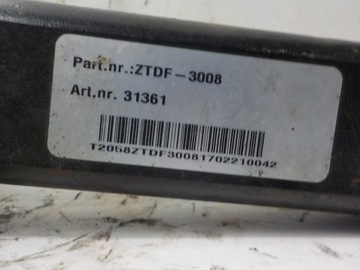 Part.nr.:ZTDF-3008
Art.nr. 31361
T2058ZTDF30081702210042